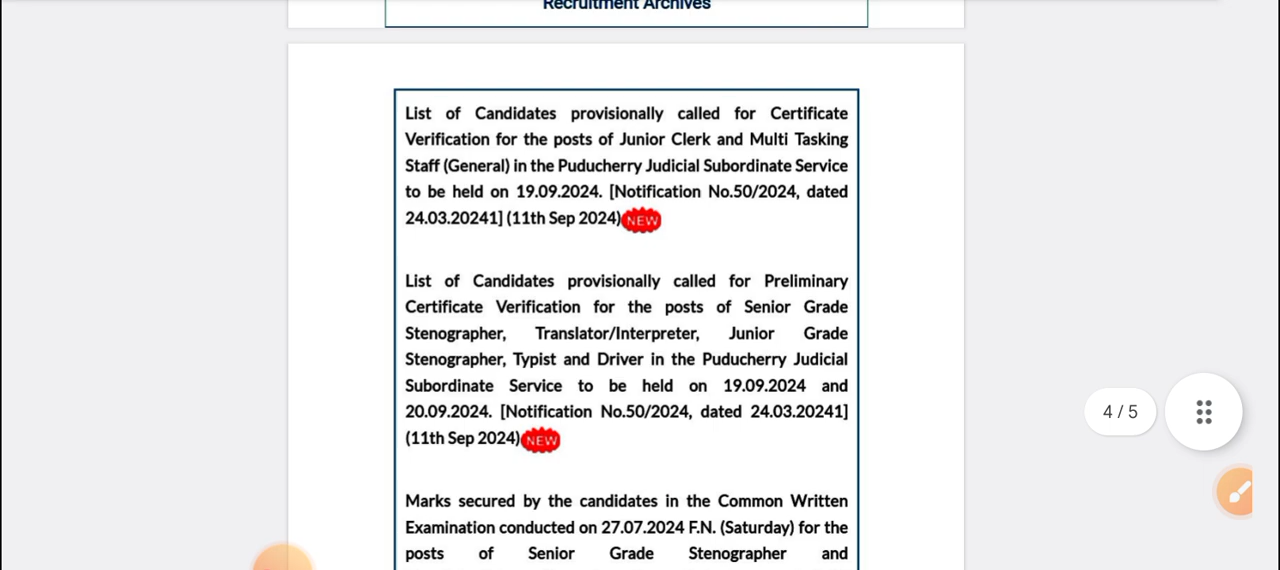 Recruitment Archives
List of Candidates provisionally called for Certificate
Verification for the posts of Junior Clerk and Multi Tasking
Staff (General) in the Puducherry Judicial Subordinate Service
to be held on 19.09.2024. [Notification No.50/2024, dated
24.03.20241] (11th Sep 2024) NEW
List of Candidates provisionally called for Preliminary
Certificate Verification for the posts of Senior Grade
Stenographer, Translator/Interpreter, Junior Grade
Stenographer, Typist and Driver in the Puducherry Judicial
Subordinate Service to be held on 19.09.2024 and
20.09.2024. [Notification No.50/2024, dated 24.03.20241]
(11th Sep 2024) NEW
4 / 5
Marks secured by the candidates in the Common Written
Examination conducted on 27.07.2024 F.N. (Saturday) for the
posts of Senior Grade Stenographer and